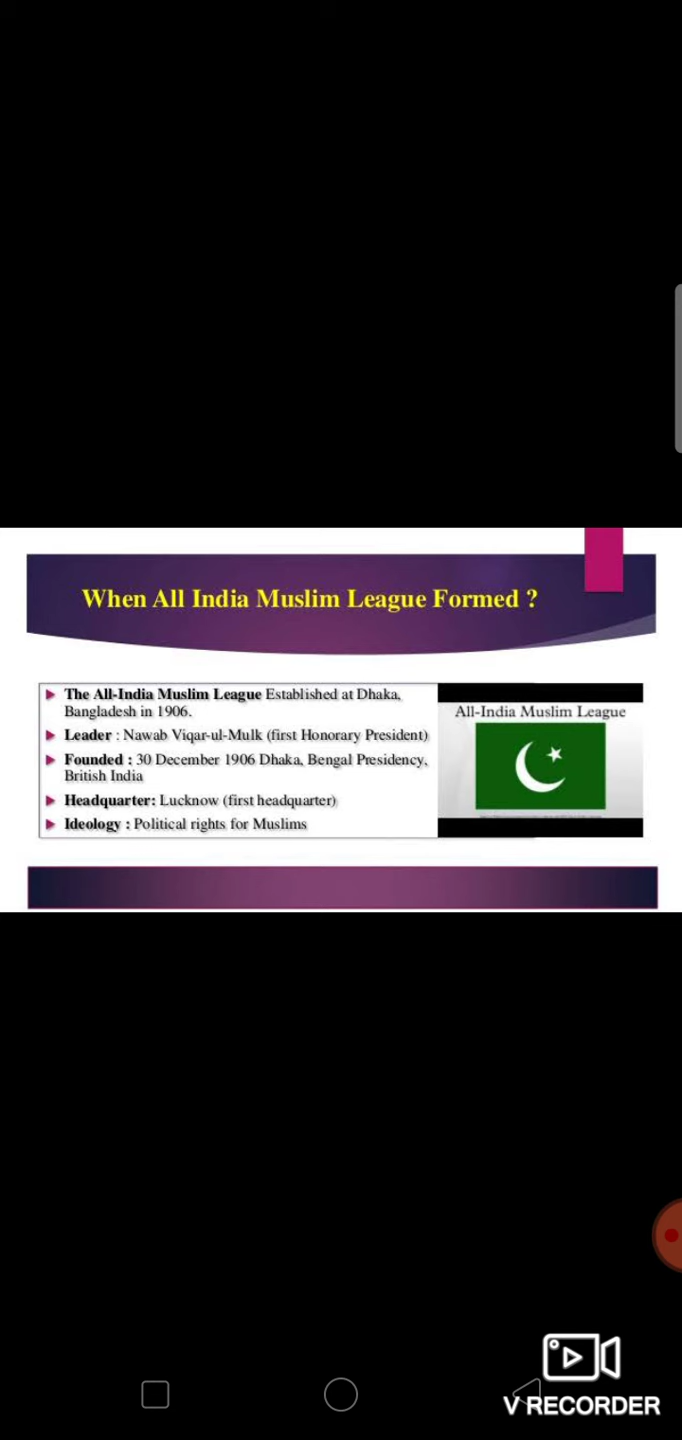 When All India Muslim League Formed ?
The All-India Muslim League Established at Dhaka,
Bangladesh in 1906.
Leader : Nawab Viqar-ul-Mulk (first Honorary President)
Founded : 30 December 1906 Dhaka, Bengal Presidency,
British India
Headquarter: Lucknow (first headquarter)
Ideology : Political rights for Muslims
All-India Muslim League
V RECORDER